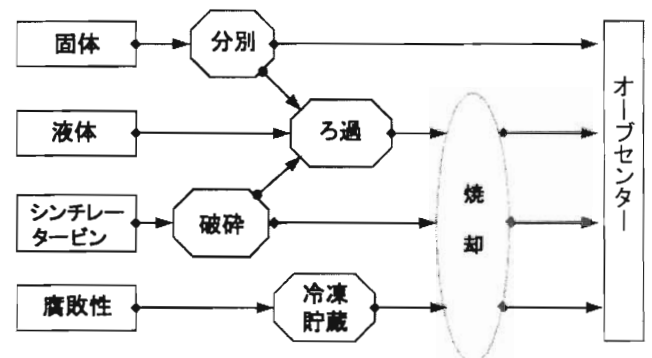 固体
分別
液体
ろ過
シンチレー
タービン
破砕
焼却
腐敗性
冷凍
貯蔵
オーブセンター